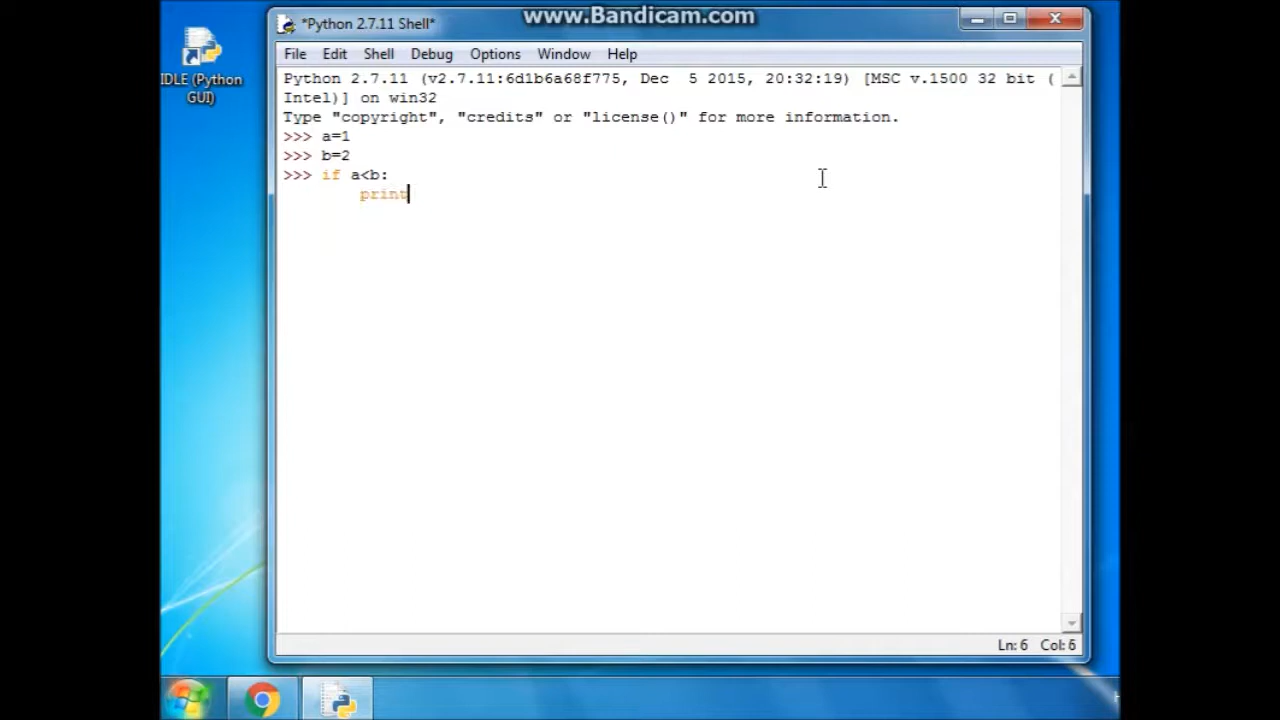 www.Bandicam.com
*Python 2.7.11 Shell*
File Edit Shell Debug Options Window Help
IDLE (Python
GUI)
Python 2.7.11 (v2.7.11:6d1b6a68f775, Dec  5 2015, 20:32:19) [MSC v.1500 32 bit (
Intel)] on win32
Type "copyright", "credits" or "license()" for more information.
>>> a=1
>>> b=2
>>> if a<b:
print
Ln: 6 Col: 6